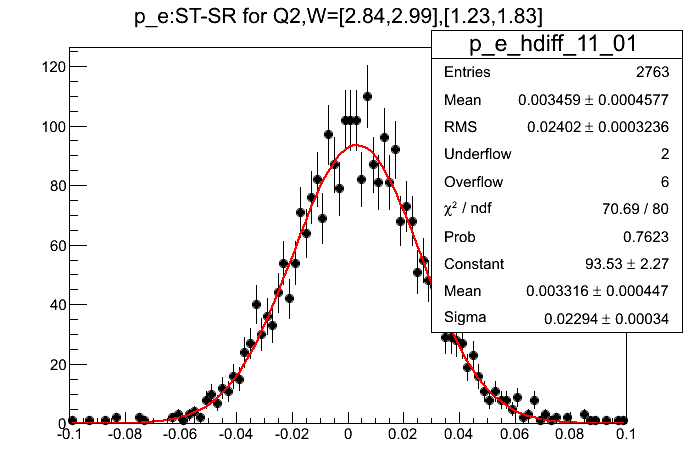 p_e:ST-SR for Q2,W=[2.84,2.99],[1.23,1.83]
p_e_hdiff_11_01
Entries 2763
Mean 0.003459 ± 0.0004577
RMS 0.02402 ± 0.0003236
Underflow 2
Overflow 6
χ² / ndf 70.69 / 80
Prob 0.7623
Constant 93.53 ± 2.27
Mean 0.003316 ± 0.000447
Sigma 0.02294 ± 0.00034
120
100
80
60
40
20
0
-0.1 -0.08 -0.06 -0.04 -0.02 0 0.02 0.04 0.06 0.08 0.1